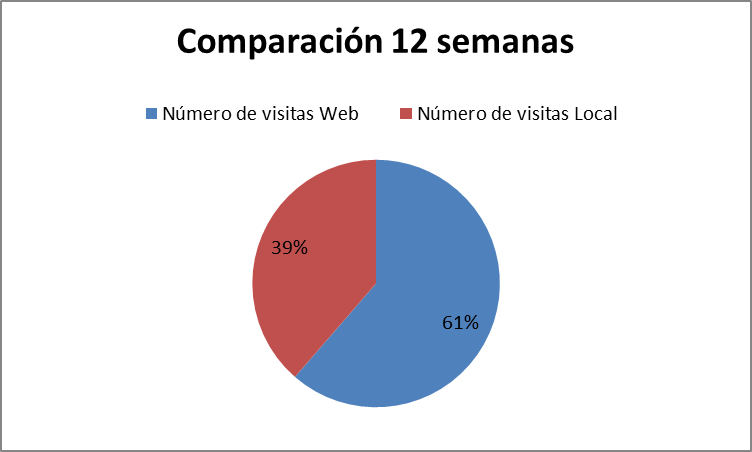 Comparación 12 semanas
Número de visitas Web Número de visitas Local
39%
61%